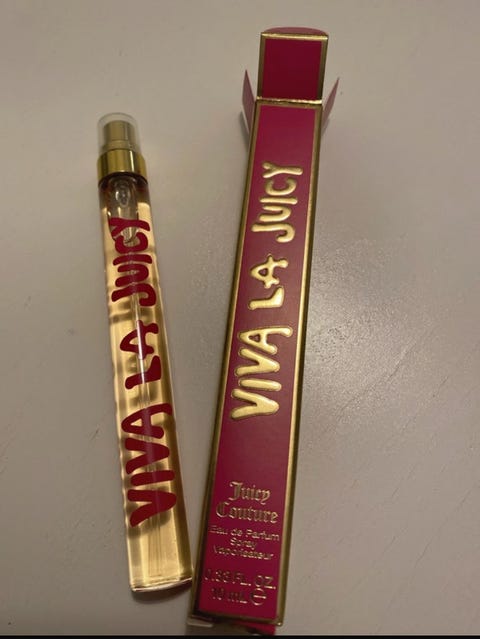 VIVA LA JUICY
VIVA LA JUICY
Juicy
Couture
Eau de Parfum
Spray
Vaporisateur
0.33 FL. OZ.
10 mL ℮